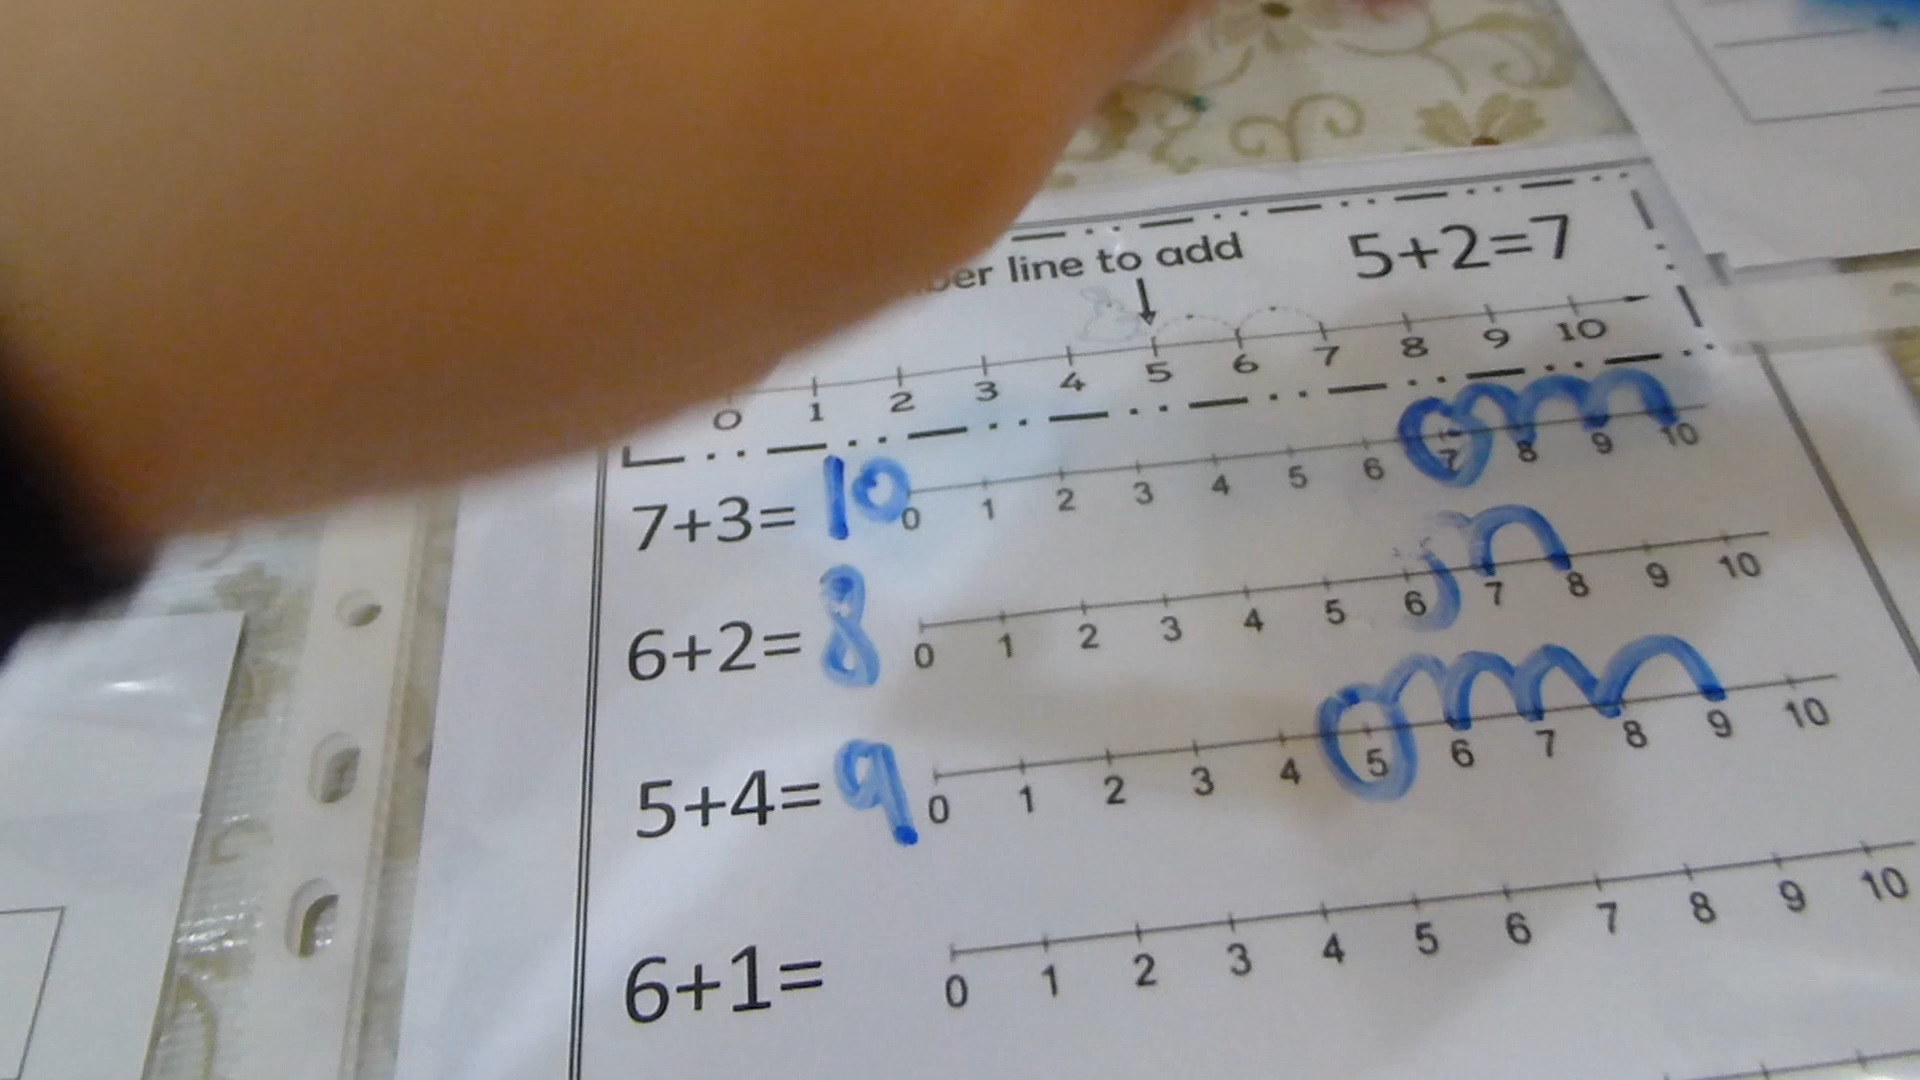 line to add 5+2=7
0 1 2 3 4 5 6 7 8 9 10
7+3= 10 0 1 2 3 4 5 6 7 8 9 10
6+2= 8 0 1 2 3 4 5 6 7 8 9 10
5+4= 9 0 1 2 3 4 5 6 7 8 9 10
6+1= 0 1 2 3 4 5 6 7 8 9 10